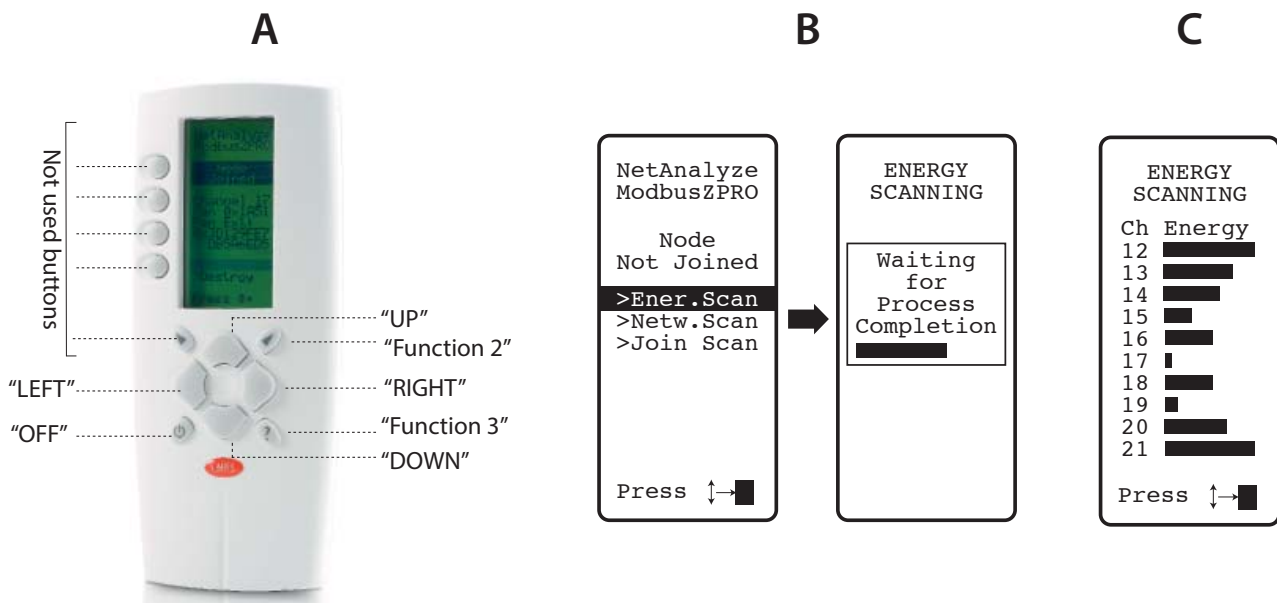 A
B
C
Not used buttons
"UP"
"Function 2"
"LEFT"
"RIGHT"
"OFF"
"Function 3"
"DOWN"
NetAnalyze
ModbusZPRO
Node
Not Joined
>Ener.Scan
>Netw.Scan
>Join Scan
Press
ENERGY
SCANNING
Waiting
for
Process
Completion
ENERGY
SCANNING
Ch Energy
12
13
14
15
16
17
18
19
20
21
Press